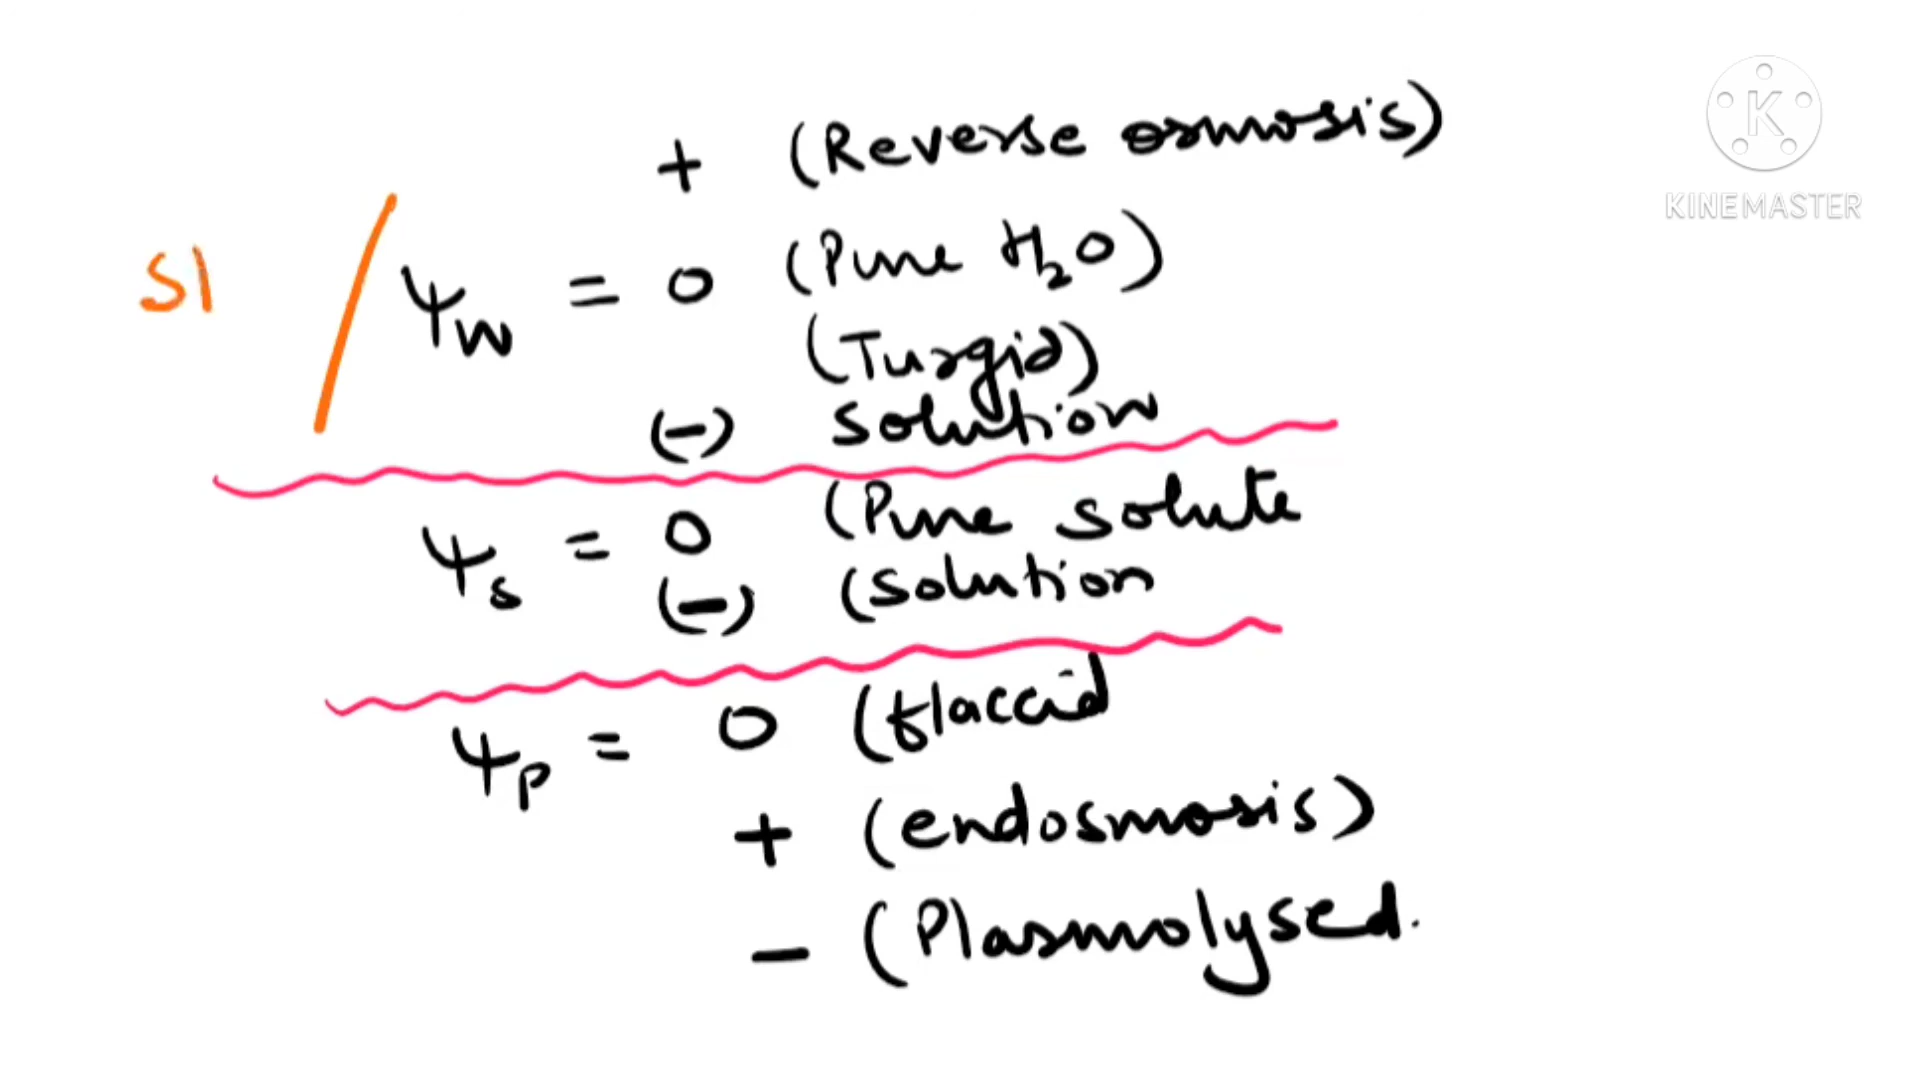 + (Reverse osmosis)
K
KINEMASTER
S1
Ψw = 0 (Pure H₂O)
(Turgid)
(-) solution
Ψs = 0 (Pure solute
(-) (solution
Ψp = 0 (flaccid
+ (endosmosis)
- (Plasmolysed.